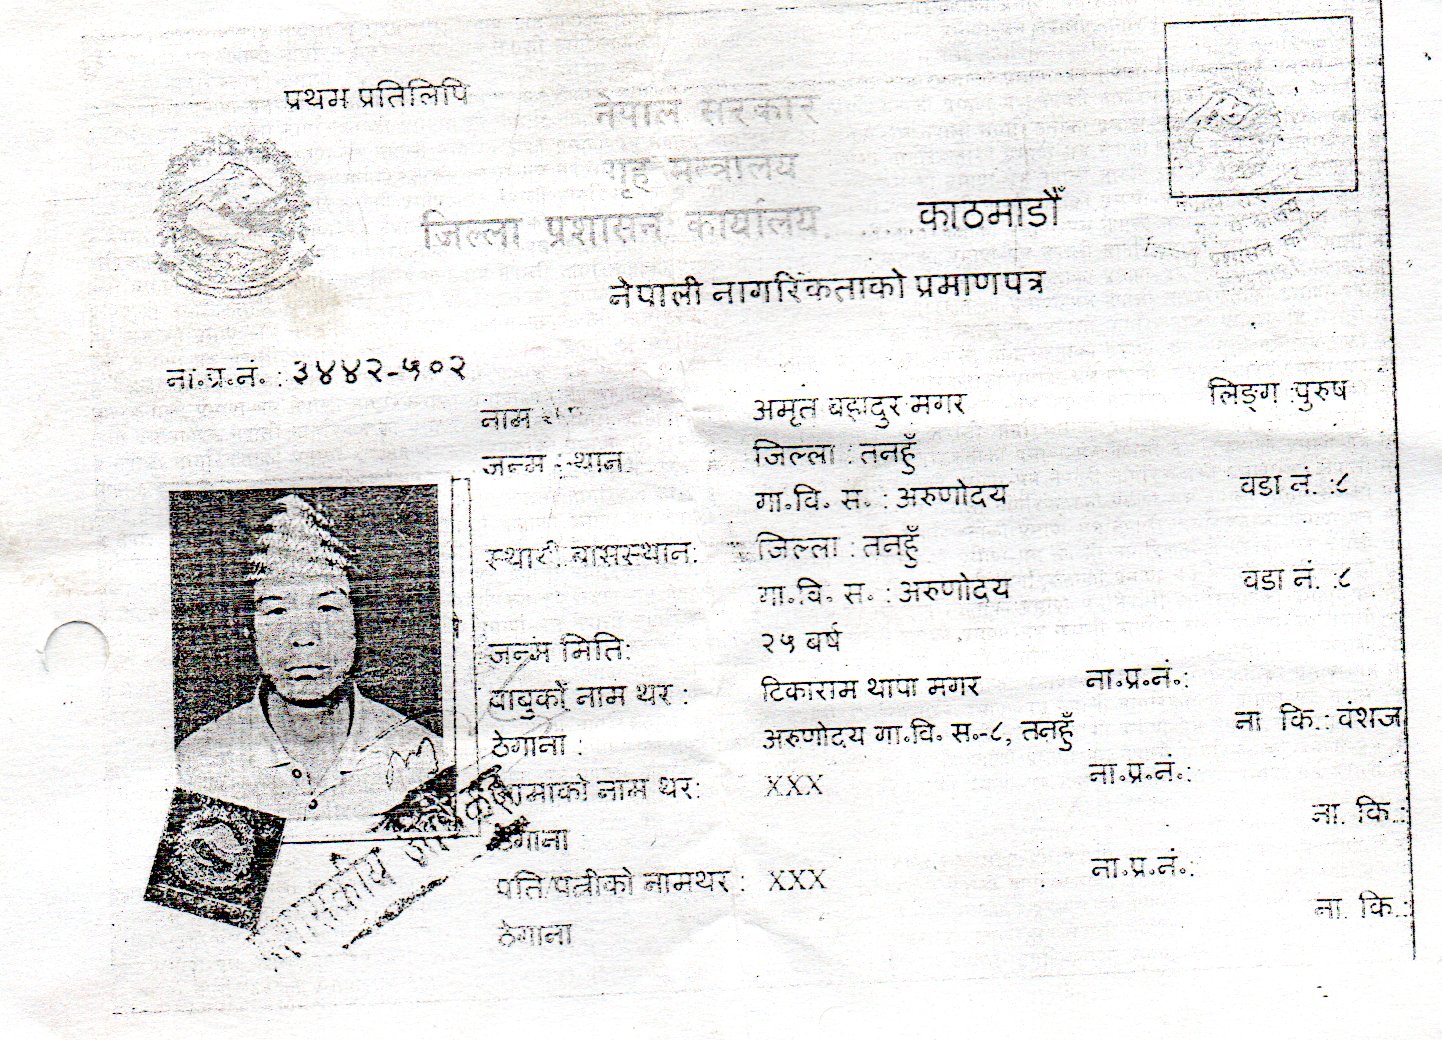 प्रथम प्रतिलिपि
नेपाल सरकार
गृह मन्त्रालय
जिल्ला प्रशासन कार्यालय, ...... काठमाडौँ
नेपाली नागरिकताको प्रमाणपत्र
ना॰प्र॰नं॰ : ३४४२-५०२
नाम : अमृत बहादुर मगर लिङ्ग :पुरुष
जन्म स्थान जिल्ला : तनहुँ
गा॰वि॰ स॰ : अरुणोदय वडा नं. :८
स्थायी बासस्थान: जिल्ला : तनहुँ
गा॰वि॰ स॰ : अरुणोदय वडा नं. :८
जन्म मिति: २५ बर्ष
बाबुको नाम थर : टिकाराम थापा मगर ना॰प्र॰नं॰:
ठेगाना : अरुणोदय गा॰वि॰ स॰-८, तनहुँ ना कि.: वंशज
आमाको नाम थर: XXX ना॰प्र॰नं॰:
ठेगाना ना. कि.:
पति/पत्नीको नामथर : XXX ना॰प्र॰नं॰:
ठेगाना ना. कि.: